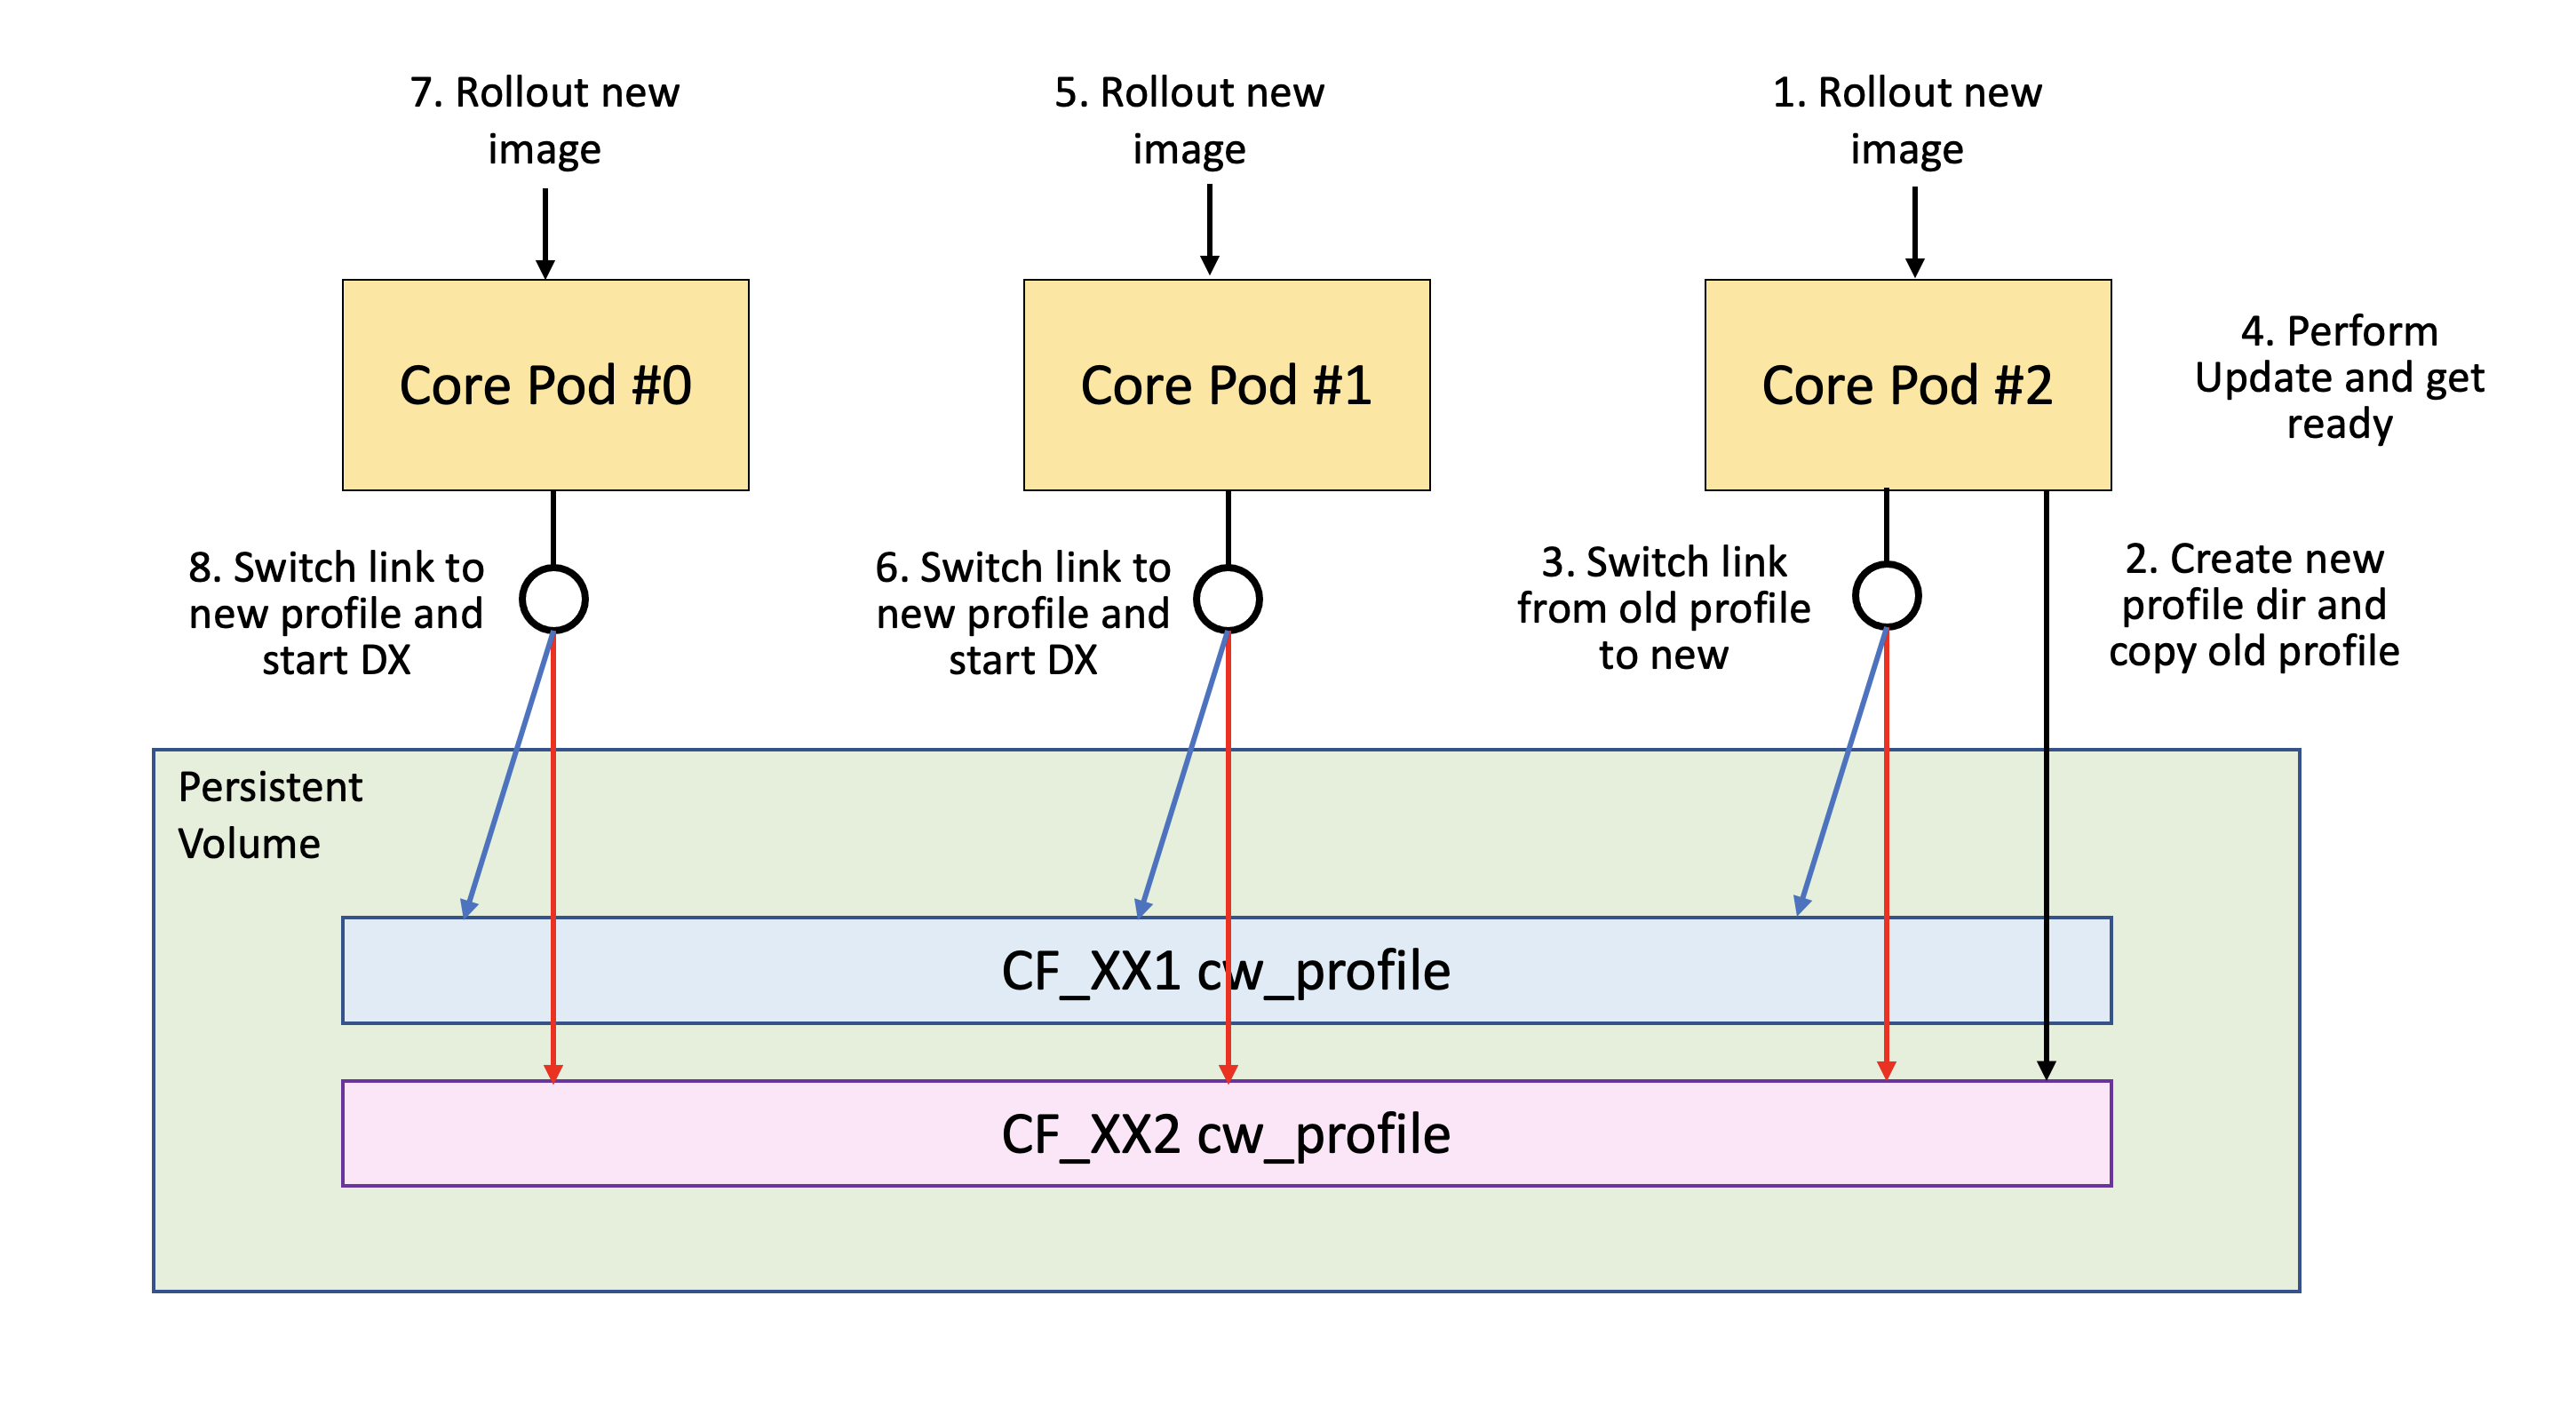 7. Rollout new
image
5. Rollout new
image
1. Rollout new
image
Core Pod #0
Core Pod #1
Core Pod #2
4. Perform
Update and get
ready
8. Switch link to
new profile and
start DX
6. Switch link to
new profile and
start DX
3. Switch link
from old profile
to new
2. Create new
profile dir and
copy old profile
Persistent
Volume
CF_XX1 cw_profile
CF_XX2 cw_profile